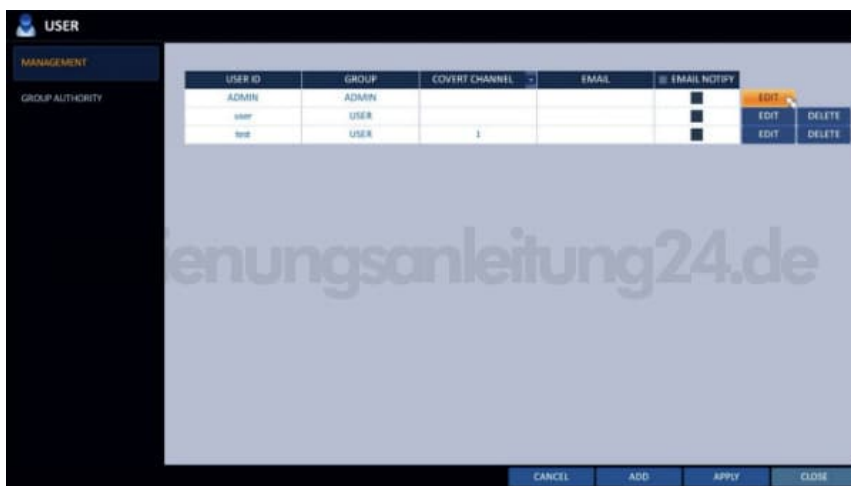 USER
MANAGEMENT
GROUP AUTHORITY
USER ID GROUP COVERT CHANNEL EMAIL EMAIL NOTIFY
ADMIN ADMIN EDIT
user USER EDIT DELETE
test USER 1 EDIT DELETE
ienungsanleitung24.de
CANCEL ADD APPLY CLOSE